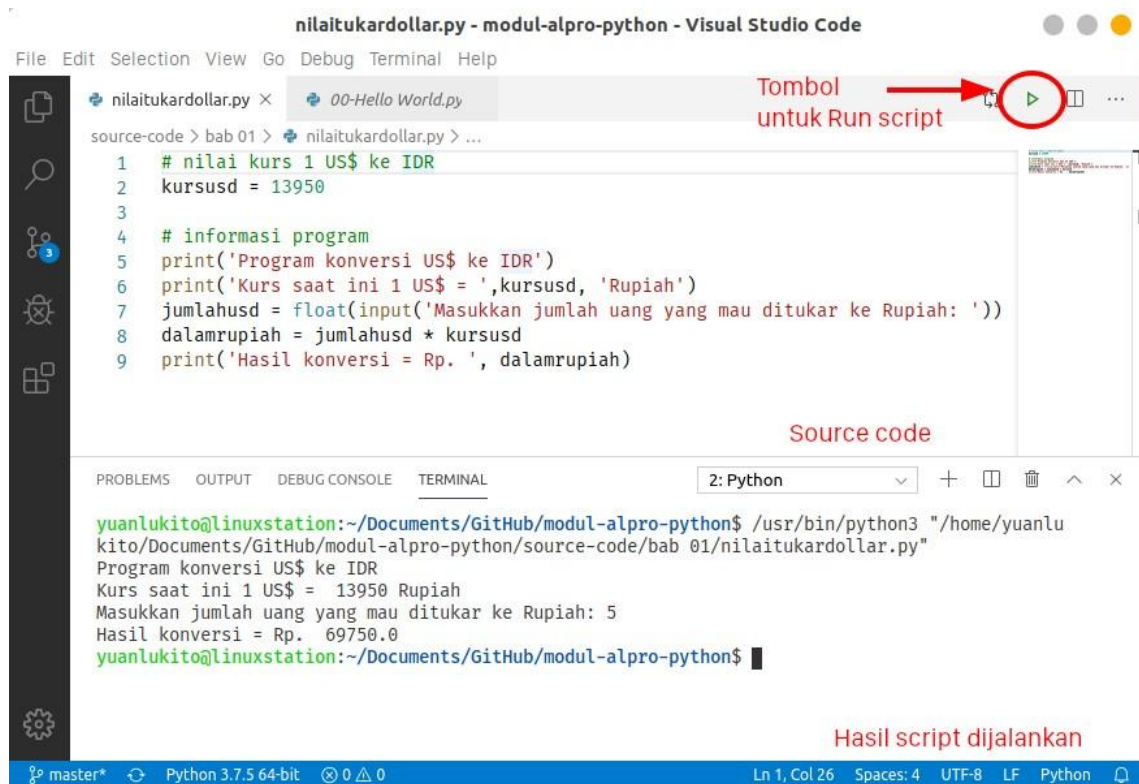 nilaitukardollar.py - modul-alpro-python - Visual Studio Code
File Edit Selection View Go Debug Terminal Help
nilaitukardollar.py × 00-Hello World.py
Tombol
untuk Run script
source-code > bab 01 > nilaitukardollar.py > ...
1 # nilai kurs 1 US$ ke IDR
2 kursusd = 13950
3
4 # informasi program
5 print('Program konversi US$ ke IDR')
6 print('Kurs saat ini 1 US$ = ',kursusd, 'Rupiah')
7 jumlahusd = float(input('Masukkan jumlah uang yang mau ditukar ke Rupiah: '))
8 dalamrupiah = jumlahusd * kursusd
9 print('Hasil konversi = Rp. ', dalamrupiah)
3
Source code
PROBLEMS OUTPUT DEBUG CONSOLE TERMINAL 2: Python
yuanlukito@linuxstation:~/Documents/GitHub/modul-alpro-python$ /usr/bin/python3 "/home/yuanlu
kito/Documents/GitHub/modul-alpro-python/source-code/bab 01/nilaitukardollar.py"
Program konversi US$ ke IDR
Kurs saat ini 1 US$ =  13950 Rupiah
Masukkan jumlah uang yang mau ditukar ke Rupiah: 5
Hasil konversi = Rp.  69750.0
yuanlukito@linuxstation:~/Documents/GitHub/modul-alpro-python$
Hasil script dijalankan
master* Python 3.7.5 64-bit 0 0 Ln 1, Col 26 Spaces: 4 UTF-8 LF Python